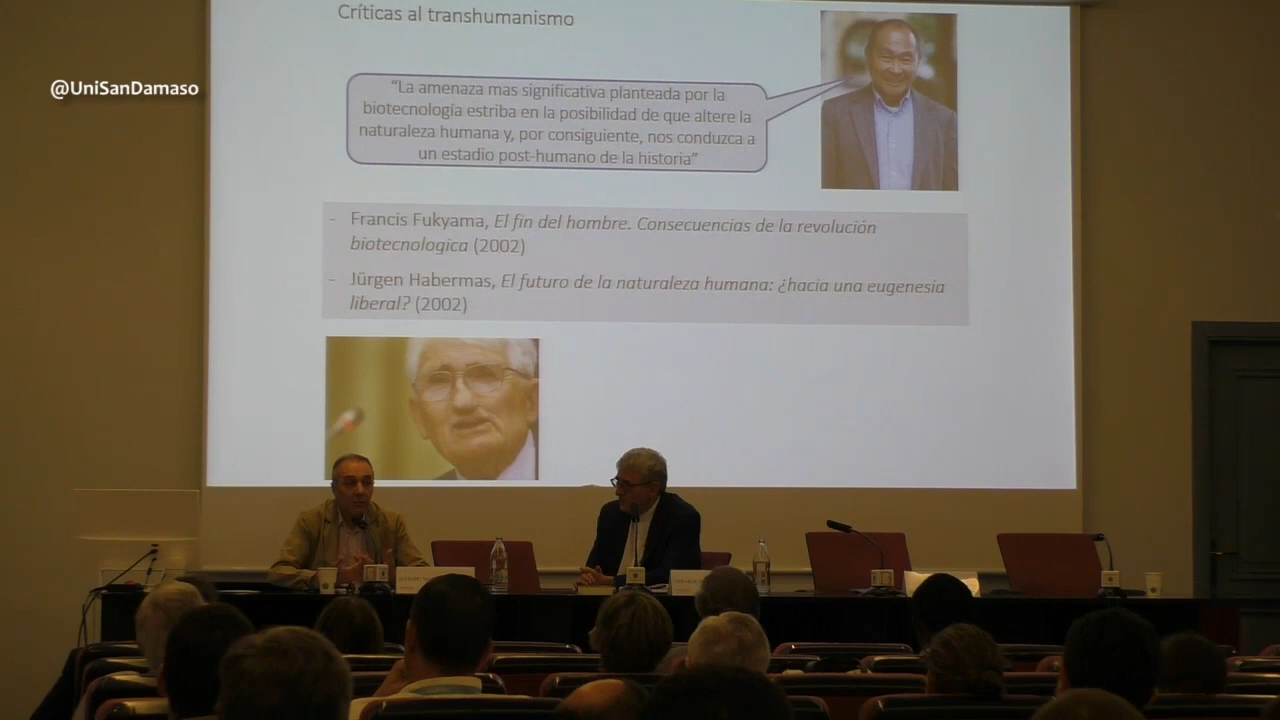 Críticas al transhumanismo
@UniSanDamaso
“La amenaza mas significativa planteada por la
biotecnología estriba en la posibilidad de que altere la
naturaleza humana y, por consiguiente, nos conduzca a
un estadio post-humano de la historia”
- Francis Fukyama, El fin del hombre. Consecuencias de la revolución
biotecnologica (2002)
- Jürgen Habermas, El futuro de la naturaleza humana: ¿hacia una eugenesia
liberal? (2002)